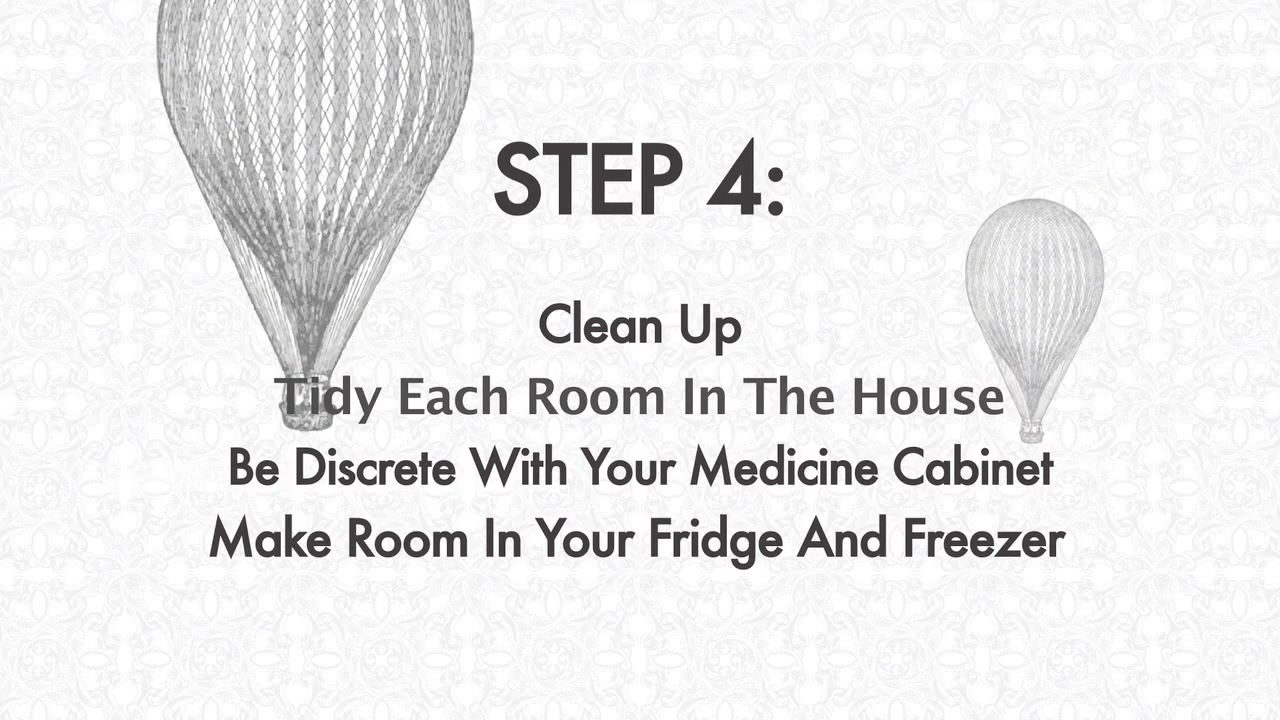 STEP 4:
Clean Up
Tidy Each Room In The House
Be Discrete With Your Medicine Cabinet
Make Room In Your Fridge And Freezer